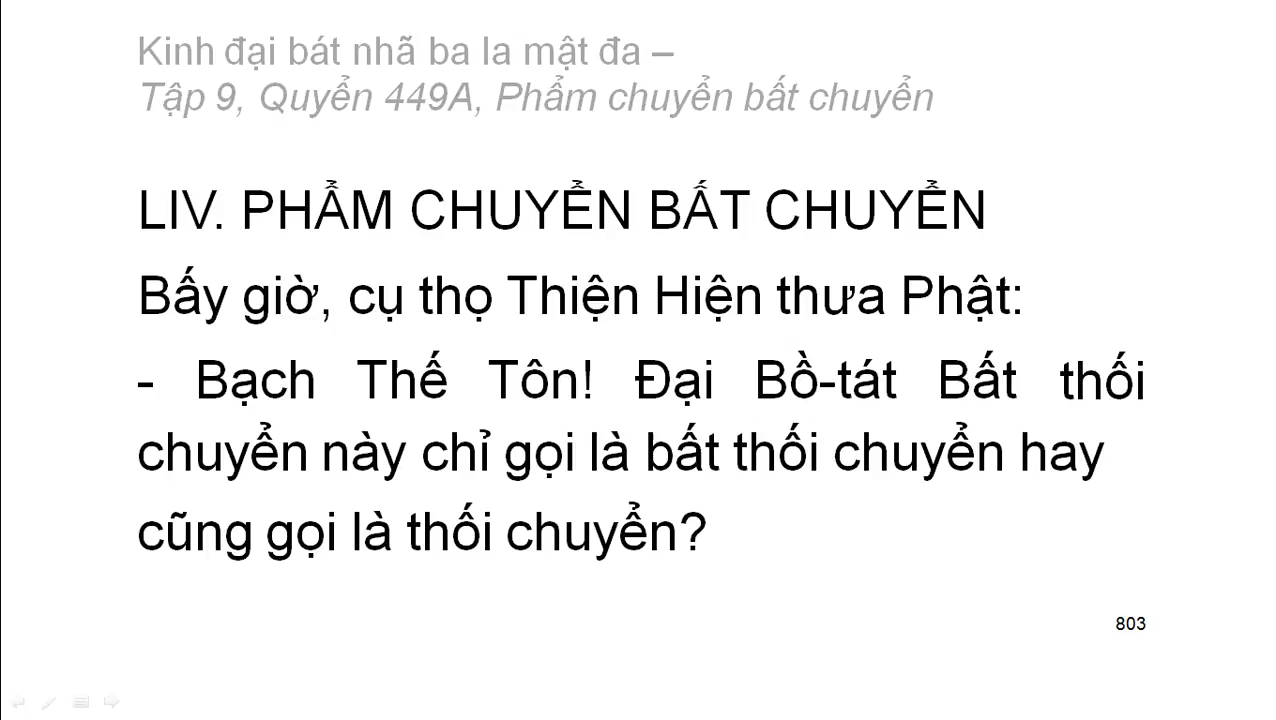 Kinh đại bát nhã ba la mật đa –
Tập 9, Quyển 449A, Phẩm chuyển bất chuyển
LIV. PHẨM CHUYỂN BẤT CHUYỂN
Bấy giờ, cụ thọ Thiện Hiện thưa Phật:
- Bạch Thế Tôn! Đại Bồ-tát Bất thối
chuyển này chỉ gọi là bất thối chuyển hay
cũng gọi là thối chuyển?
803